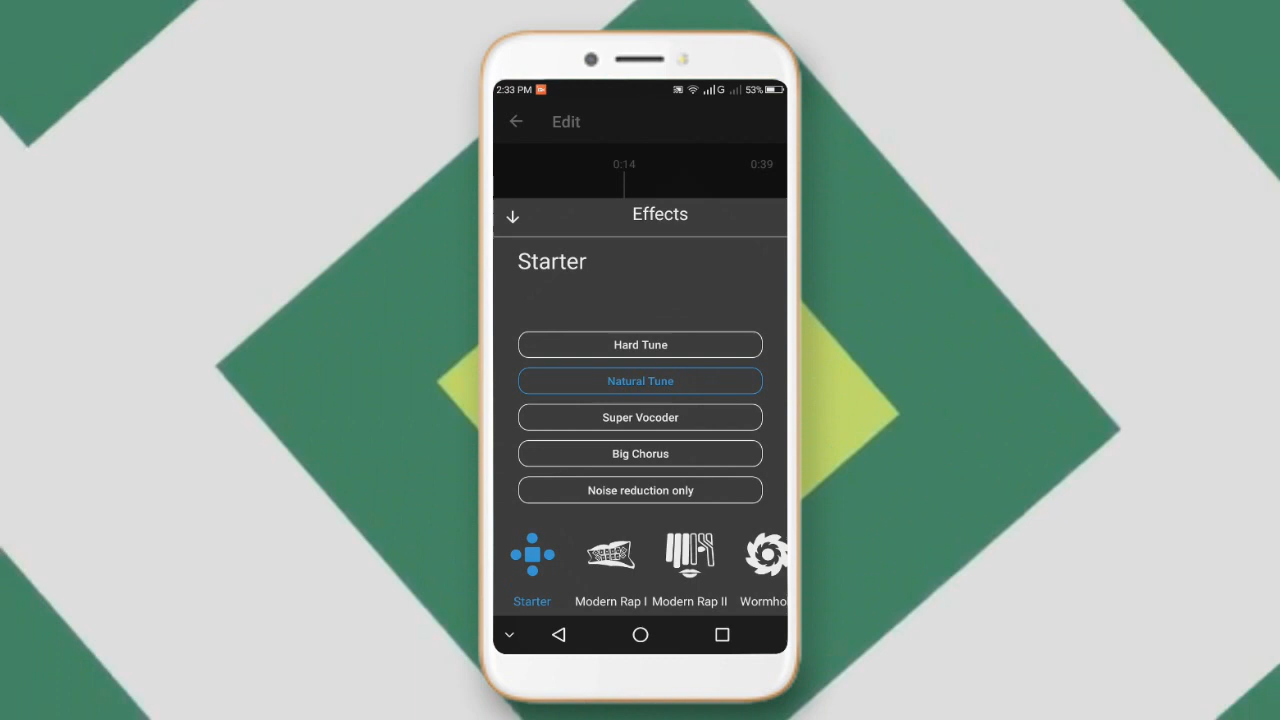 2:33 PM G 53%
Edit
0:14 0:39
Effects
Starter
Hard Tune
Natural Tune
Super Vocoder
Big Chorus
Noise reduction only
Starter Modern Rap I Modern Rap II Wormho